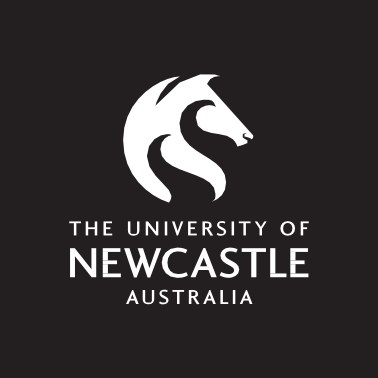 THE UNIVERSITY OF
NEWCASTLE
AUSTRALIA